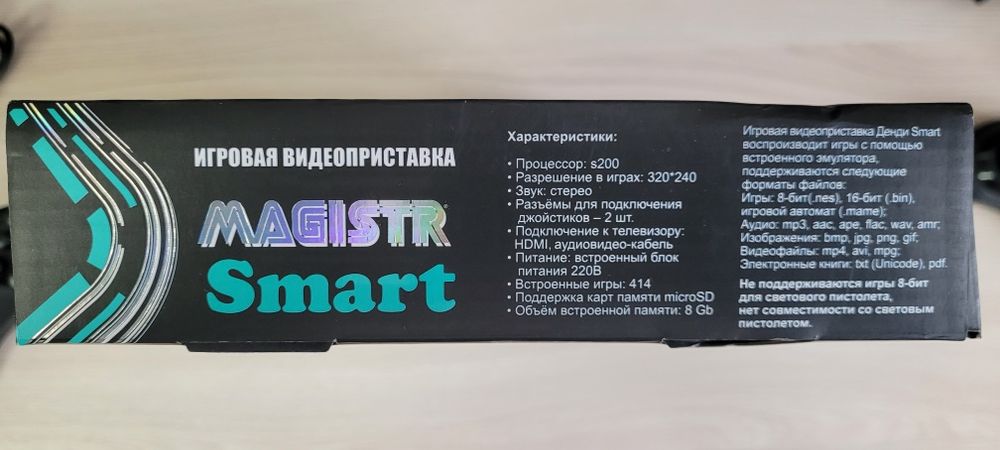 ИГРОВАЯ ВИДЕОПРИСТАВКА
MAGISTR
Smart
Характеристики:
• Процессор: s200
• Разрешение в играх: 320*240
• Звук: стерео
• Разъёмы для подключения
джойстиков – 2 шт.
• Подключение к телевизору:
HDMI, аудиовидео-кабель
• Питание: встроенный блок
питания 220В
• Встроенные игры: 414
• Поддержка карт памяти microSD
• Объём встроенной памяти: 8 Gb
Игровая видеоприставка Денди Smart
воспроизводит игры с помощью
встроенного эмулятора,
поддерживаются следующие
форматы файлов:
Игры: 8-бит(.nes), 16-бит (.bin),
игровой автомат (.mame);
Аудио: mp3, aac, ape, flac, wav, amr;
Изображения: bmp, jpg, png, gif;
Видеофайлы: mp4, avi, mpg;
Электронные книги: txt (Unicode), pdf.
Не поддерживаются игры 8-бит
для светового пистолета,
нет совместимости со световым
пистолетом.